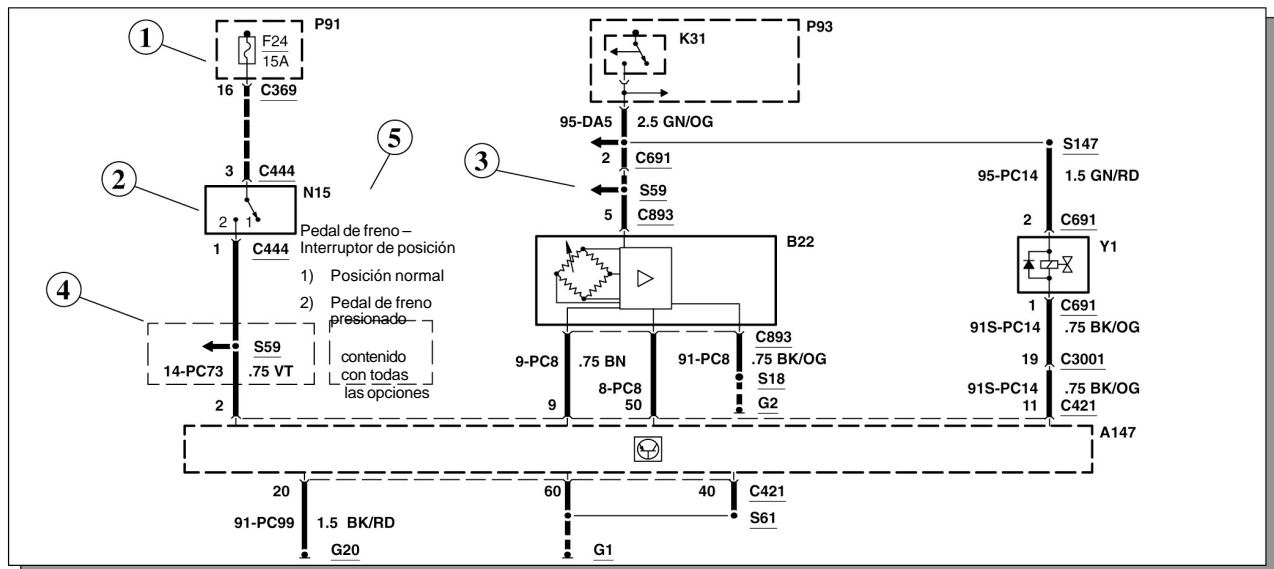 P91
1
F24
15A
16 C369
3 C444
2
N15
2 1
1 C444
5
Pedal de freno –
Interruptor de posición
1) Posición normal
2) Pedal de freno
presionado
4
S59
14-PC73 .75 VT
contenido
con todas
las opciones
2
P93
K31
95-DA5 2.5 GN/OG
2 C691
3
S59
5 C893
B22
C893
9-PC8 .75 BN
8-PC8
91-PC8 .75 BK/OG
S18
G2
9 50
S147
95-PC14 1.5 GN/RD
2 C691
Y1
1 C691
91S-PC14 .75 BK/OG
19 C3001
91S-PC14 .75 BK/OG
11 C421
A147
20 60 40 C421
S61
91-PC99 1.5 BK/RD
G20
G1